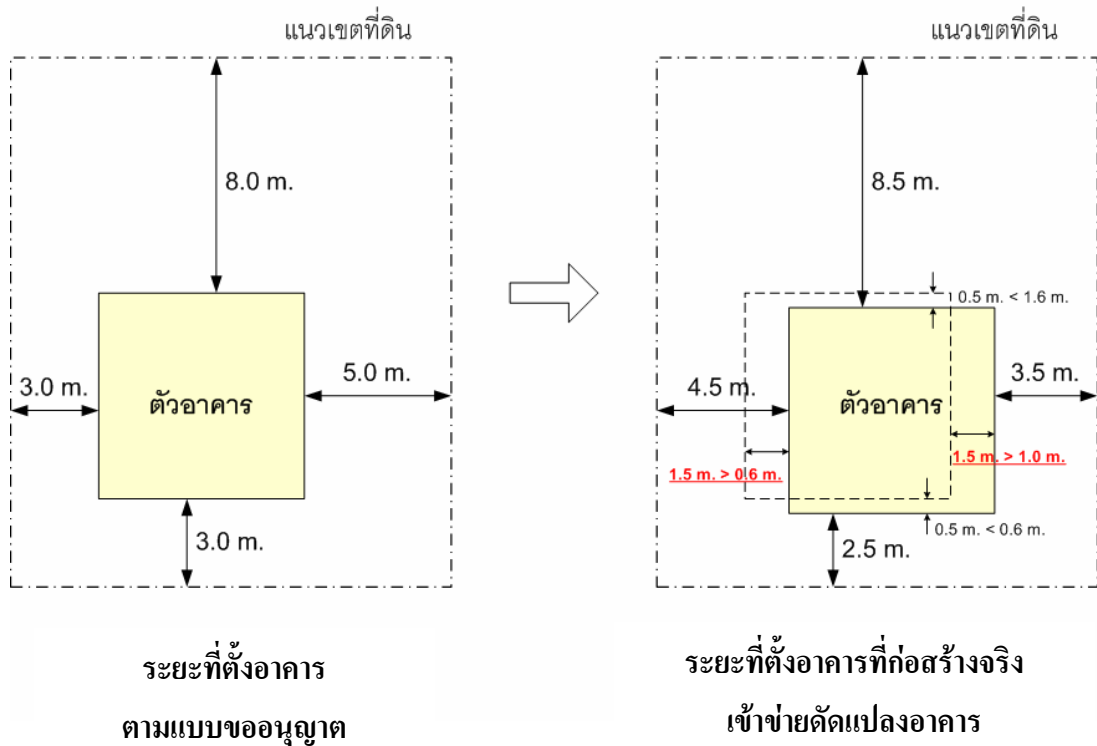 แนวเขตที่ดิน
8.0 m.
3.0 m.
5.0 m.
ตัวอาคาร
3.0 m.
ระยะที่ตั้งอาคาร
ตามแบบขออนุญาต
แนวเขตที่ดิน
8.5 m.
0.5 m. < 1.6 m.
4.5 m.
3.5 m.
ตัวอาคาร
1.5 m. > 0.6 m.
1.5 m. > 1.0 m.
0.5 m. < 0.6 m.
2.5 m.
ระยะที่ตั้งอาคารที่ก่อสร้างจริง
เข้าข่ายดัดแปลงอาคาร